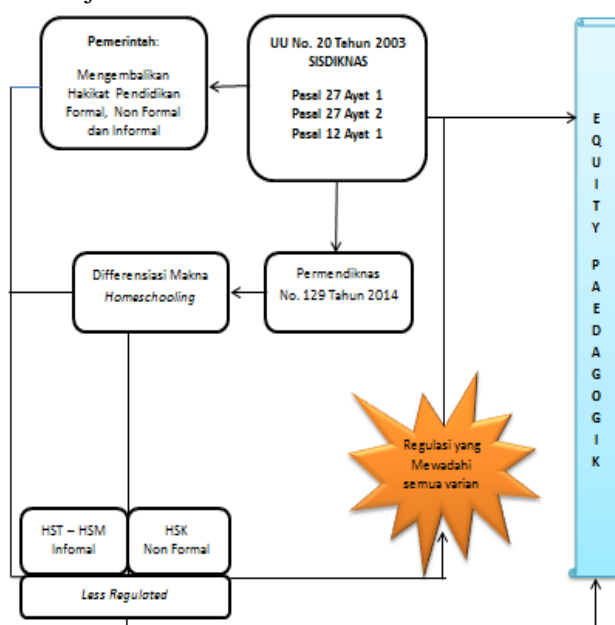 Pemerintah:
Mengembalikan
Hakikat Pendidikan
Formal, Non Formal
dan Informal
UU No. 20 Tahun 2003
SISDIKNAS
Pasal 27 Ayat 1
Pasal 27 Ayat 2
Pasal 12 Ayat 1
Differensiasi Makna
Homeschooling
Permendiknas
No. 129 Tahun 2014
Regulasi yang
Mewadahi
semua varian
HST – HSM
Infomal
HSK
Non Formal
Less Regulated
EQUITY PAEDAGOGIK